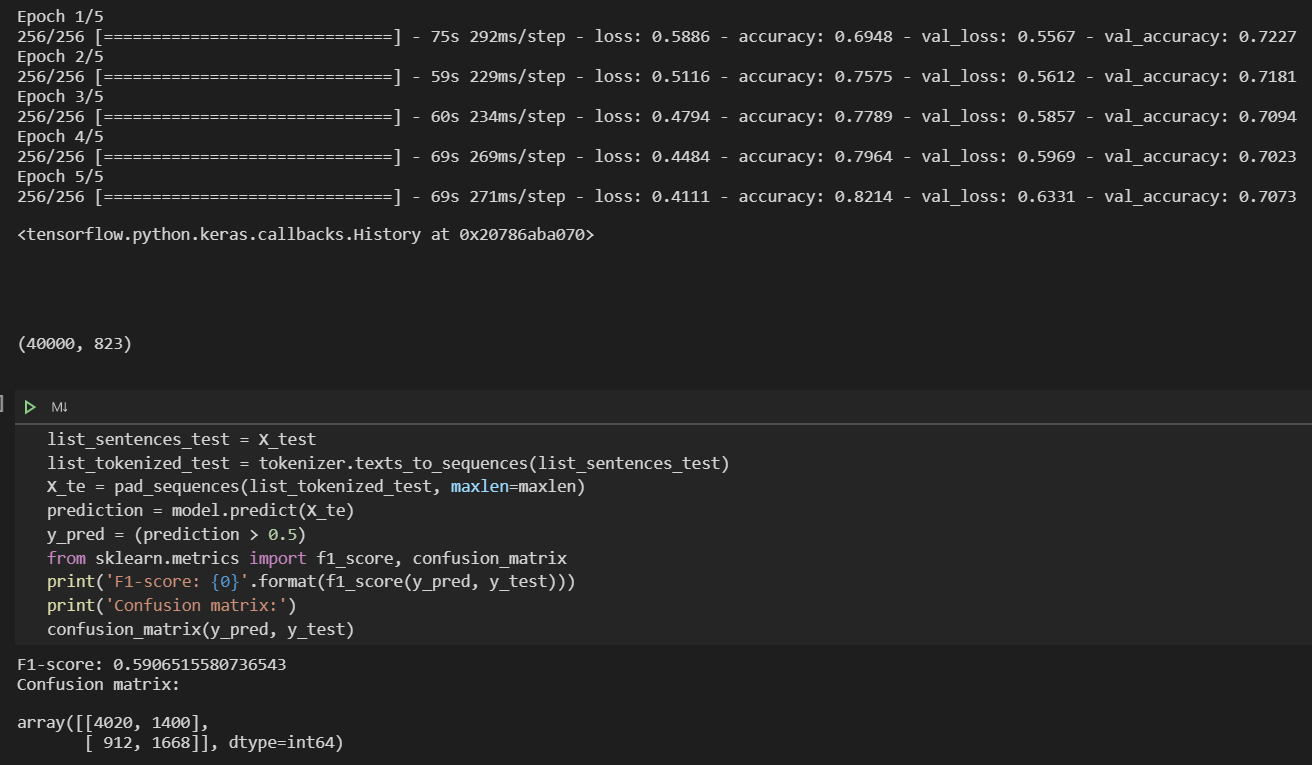 Epoch 1/5
256/256 [==============================] - 75s 292ms/step - loss: 0.5886 - accuracy: 0.6948 - val_loss: 0.5567 - val_accuracy: 0.7227
Epoch 2/5
256/256 [==============================] - 59s 229ms/step - loss: 0.5116 - accuracy: 0.7575 - val_loss: 0.5612 - val_accuracy: 0.7181
Epoch 3/5
256/256 [==============================] - 60s 234ms/step - loss: 0.4794 - accuracy: 0.7789 - val_loss: 0.5857 - val_accuracy: 0.7094
Epoch 4/5
256/256 [==============================] - 69s 269ms/step - loss: 0.4484 - accuracy: 0.7964 - val_loss: 0.5969 - val_accuracy: 0.7023
Epoch 5/5
256/256 [==============================] - 69s 271ms/step - loss: 0.4111 - accuracy: 0.8214 - val_loss: 0.6331 - val_accuracy: 0.7073
<tensorflow.python.keras.callbacks.History at 0x20786aba070>
(40000, 823)
] M↓
list_sentences_test = X_test
list_tokenized_test = tokenizer.texts_to_sequences(list_sentences_test)
X_te = pad_sequences(list_tokenized_test, maxlen=maxlen)
prediction = model.predict(X_te)
y_pred = (prediction > 0.5)
from sklearn.metrics import f1_score, confusion_matrix
print('F1-score: {0}'.format(f1_score(y_pred, y_test)))
print('Confusion matrix:')
confusion_matrix(y_pred, y_test)
F1-score: 0.5906515580736543
Confusion matrix:
array([[4020, 1400],
       [ 912, 1668]], dtype=int64)